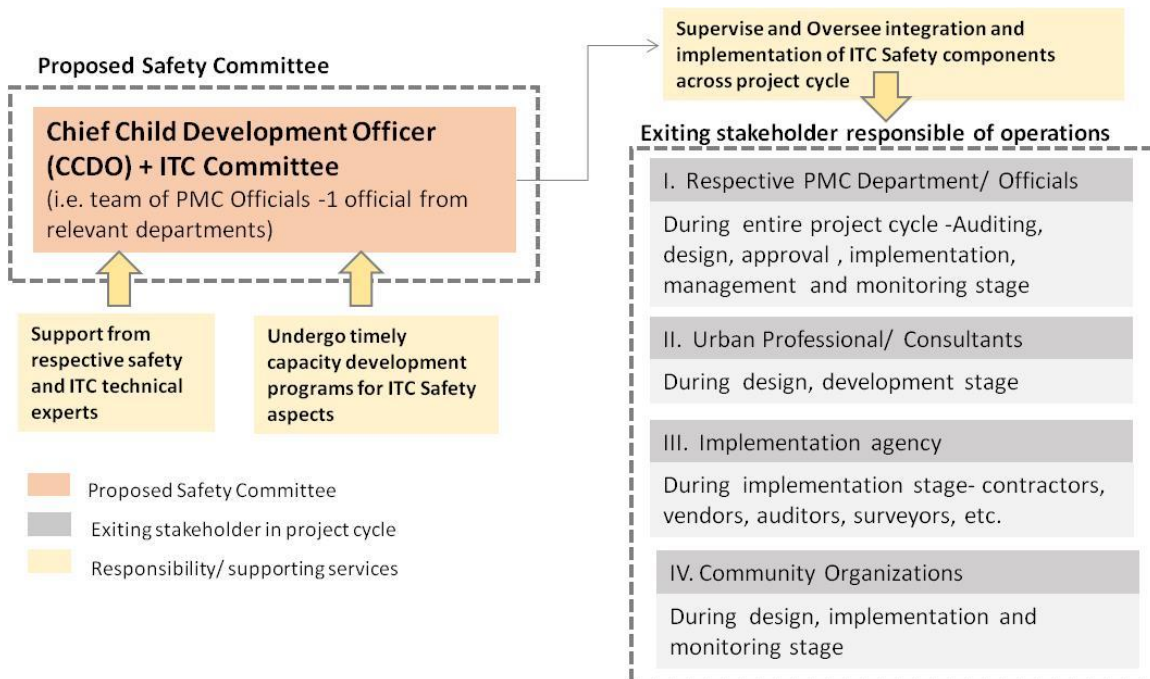 Proposed Safety Committee
Chief Child Development Officer
(CCDO) + ITC Committee
(i.e. team of PMC Officials -1 official from
relevant departments)
Support from
respective safety
and ITC technical
experts
Undergo timely
capacity development
programs for ITC Safety
aspects
Proposed Safety Committee
Exiting stakeholder in project cycle
Responsibility/ supporting services
Supervise and Oversee integration and
implementation of ITC Safety components
across project cycle
Exiting stakeholder responsible of operations
I. Respective PMC Department/ Officials
During entire project cycle -Auditing,
design, approval , implementation,
management and monitoring stage
II. Urban Professional/ Consultants
During design, development stage
III. Implementation agency
During implementation stage- contractors,
vendors, auditors, surveyors, etc.
IV. Community Organizations
During design, implementation and
monitoring stage